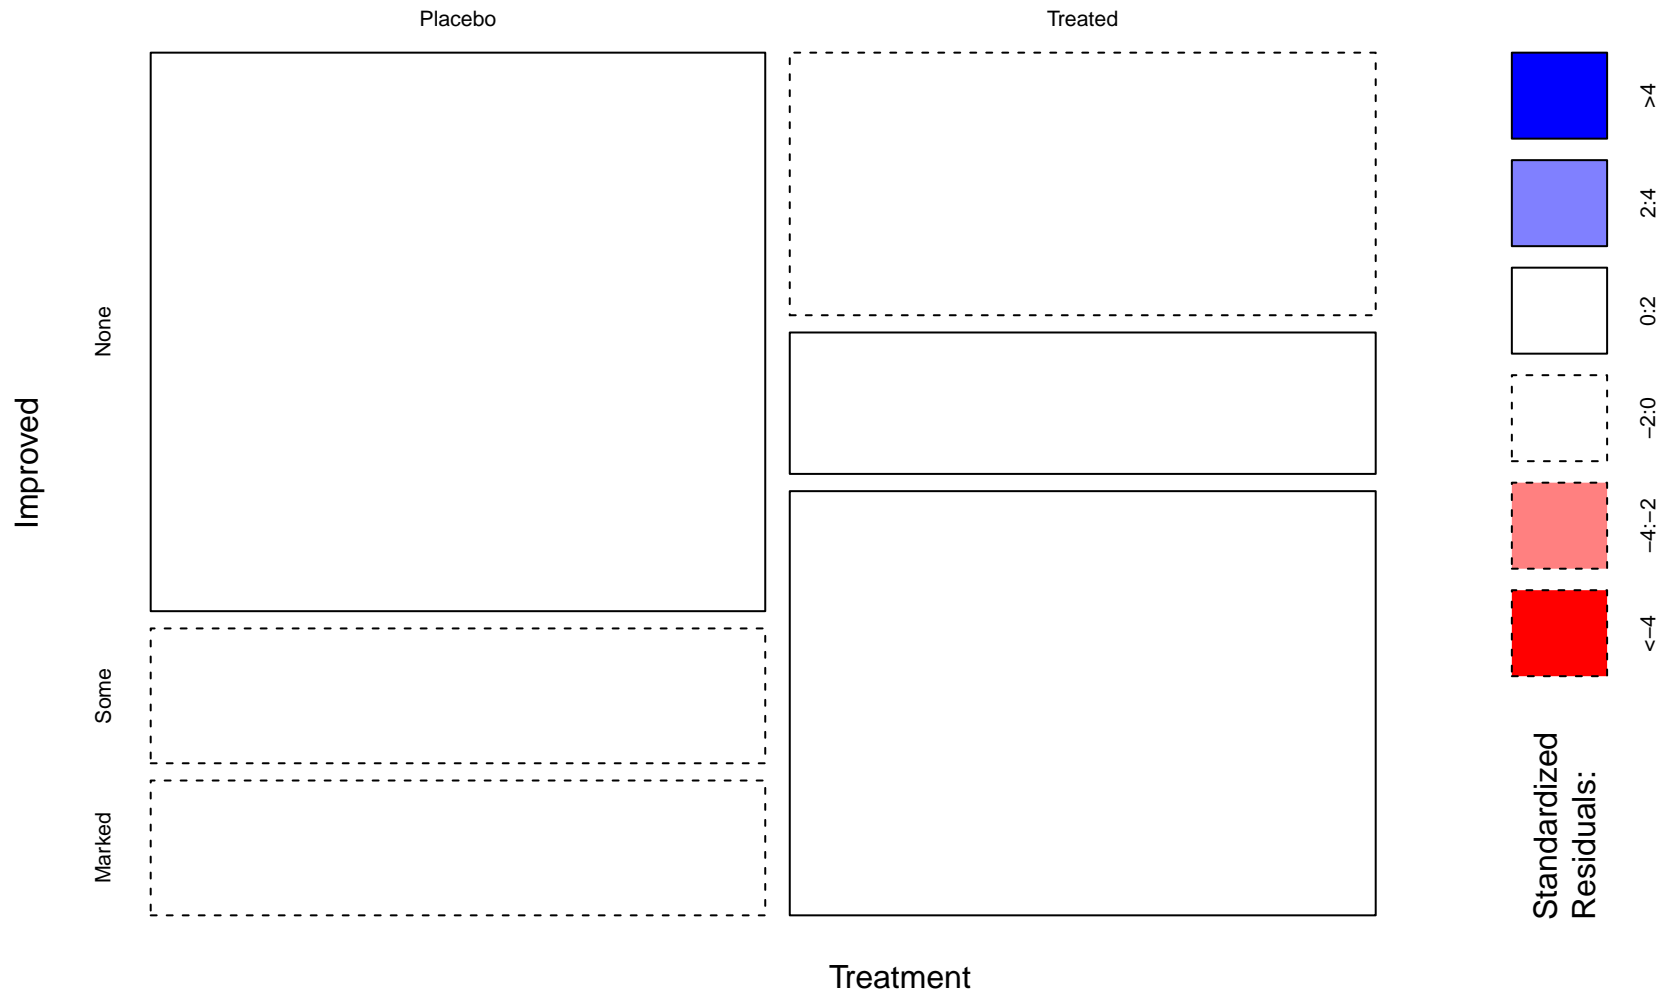 Placebo
Treated
Improved
None
Some
Marked
Treatment
>4
2:4
0:2
−2:0
−4:−2
<−4
Standardized
Residuals: